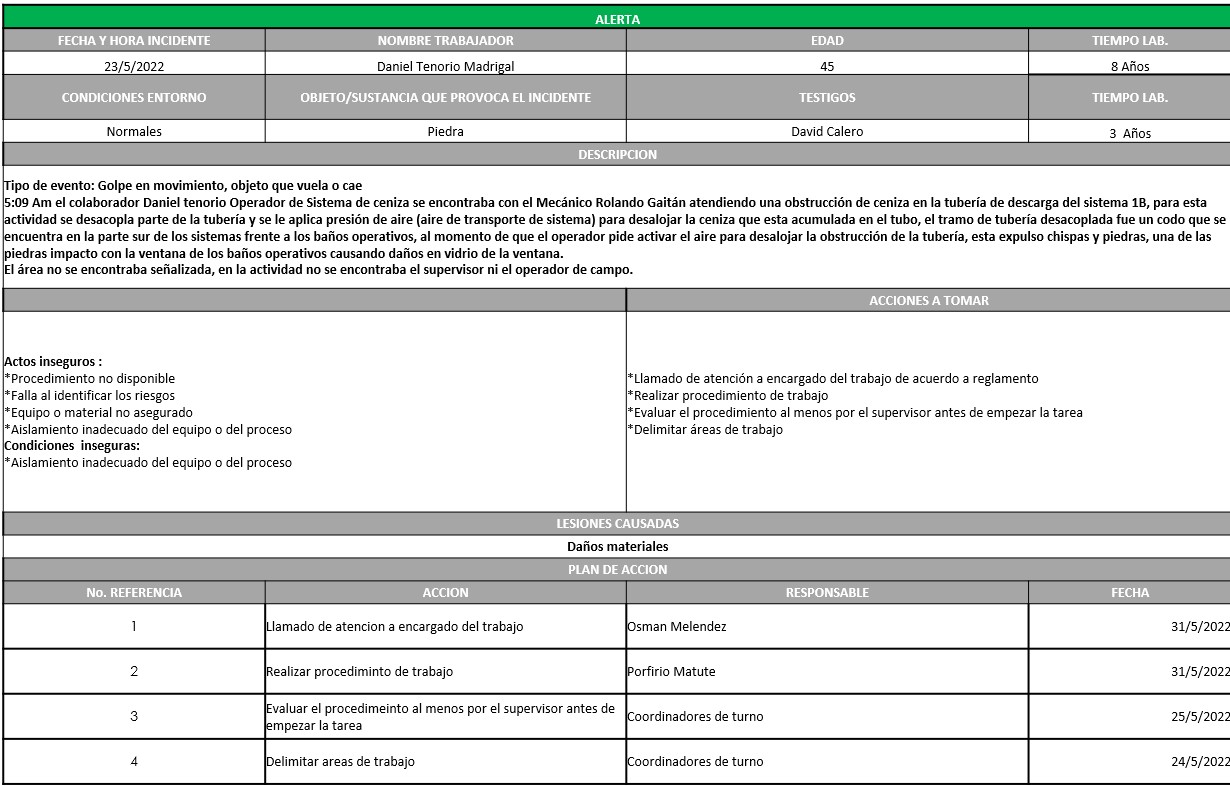 ALERTA
FECHA Y HORA INCIDENTE NOMBRE TRABAJADOR EDAD TIEMPO LAB.
23/5/2022 Daniel Tenorio Madrigal 45 8 Años
CONDICIONES ENTORNO OBJETO/SUSTANCIA QUE PROVOCA EL INCIDENTE TESTIGOS TIEMPO LAB.
Normales Piedra David Calero 3 Años
DESCRIPCION
Tipo de evento: Golpe en movimiento, objeto que vuela o cae
5:09 Am el colaborador Daniel tenorio Operador de Sistema de ceniza se encontraba con el Mecánico Rolando Gaitán atendiendo una obstrucción de ceniza en la tubería de descarga del sistema 1B, para esta
actividad se desacopla parte de la tubería y se le aplica presión de aire (aire de transporte de sistema) para desalojar la ceniza que esta acumulada en el tubo, el tramo de tubería desacoplada fue un codo que se
encuentra en la parte sur de los sistemas frente a los baños operativos, al momento de que el operador pide activar el aire para desalojar la obstrucción de la tubería, esta expulso chispas y piedras, una de las
piedras impacto con la ventana de los baños operativos causando daños en vidrio de la ventana.
El área no se encontraba señalizada, en la actividad no se encontraba el supervisor ni el operador de campo.
ACCIONES A TOMAR
Actos inseguros :
*Procedimiento no disponible
*Falla al identificar los riesgos
*Equipo o material no asegurado
*Aislamiento inadecuado del equipo o del proceso
Condiciones inseguras:
*Aislamiento inadecuado del equipo o del proceso
*Llamado de atención a encargado del trabajo de acuerdo a reglamento
*Realizar procedimiento de trabajo
*Evaluar el procedimiento al menos por el supervisor antes de empezar la tarea
*Delimitar áreas de trabajo
LESIONES CAUSADAS
Daños materiales
PLAN DE ACCION
No. REFERENCIA ACCION RESPONSABLE FECHA
1 Llamado de atencion a encargado del trabajo Osman Melendez 31/5/2022
2 Realizar procediminto de trabajo Porfirio Matute 31/5/2022
3 Evaluar el procedimeinto al menos por el supervisor antes de
empezar la tarea Coordinadores de turno 25/5/2022
4 Delimitar areas de trabajo Coordinadores de turno 24/5/2022